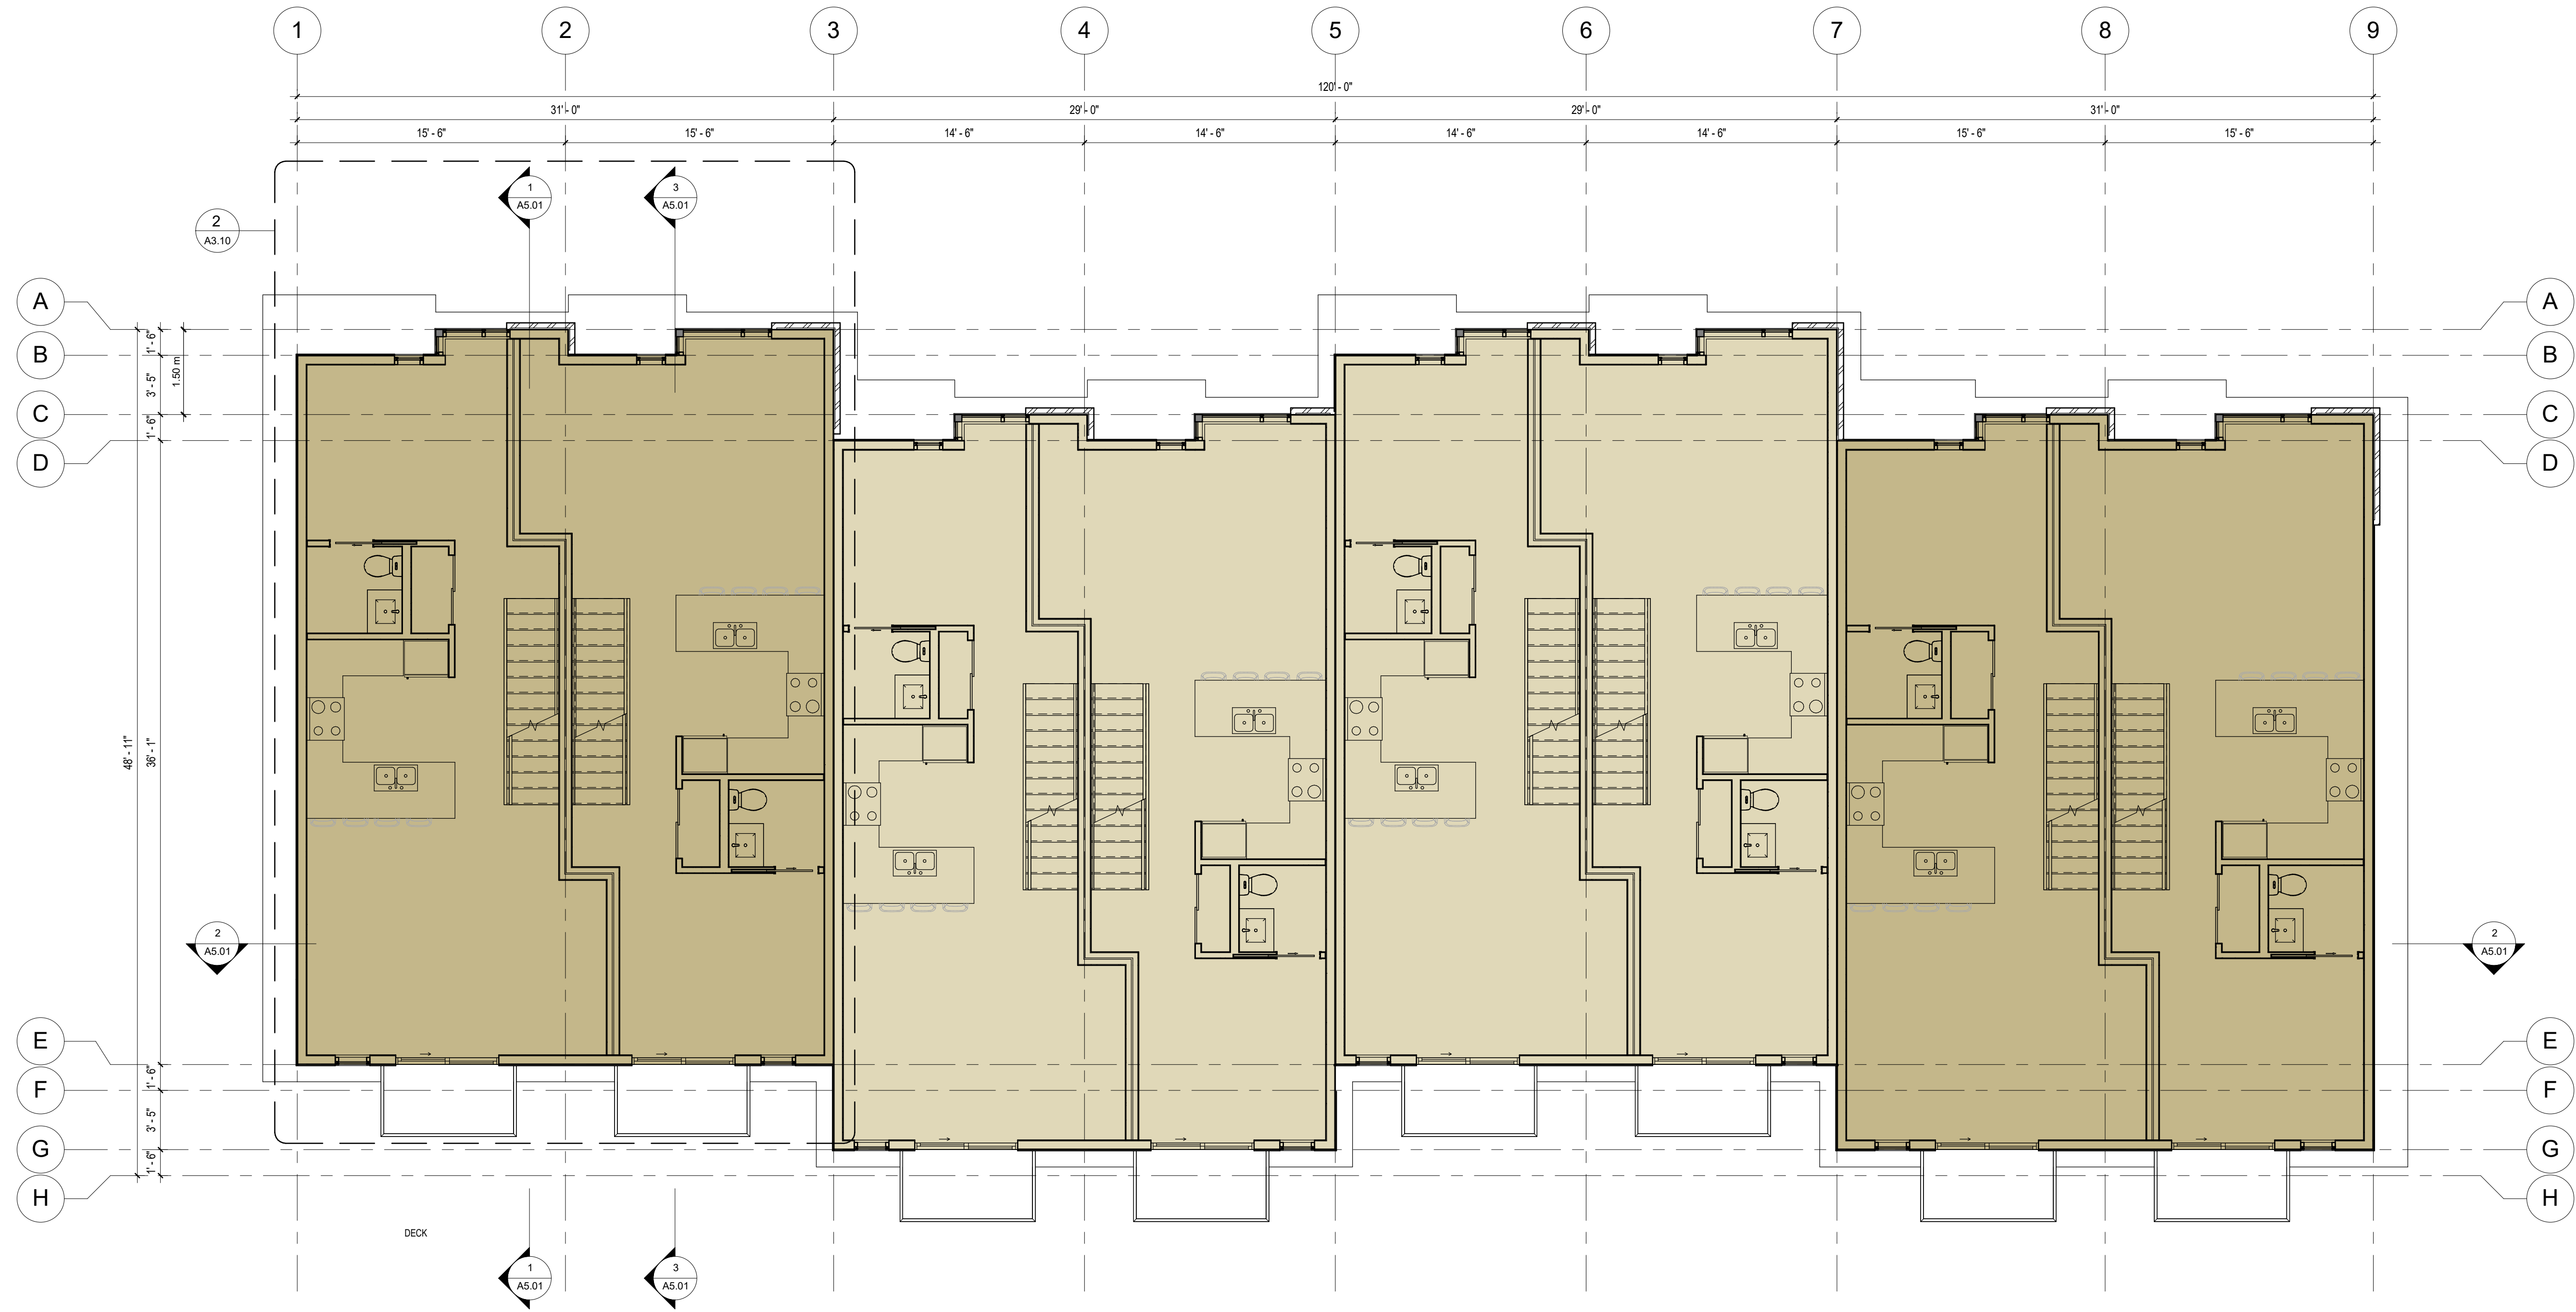 1 2 3 4 5 6 7 8 9
120' - 0"
31' - 0" 29' - 0" 29' - 0" 31' - 0"
15' - 6" 15' - 6" 14' - 6" 14' - 6" 14' - 6" 14' - 6" 15' - 6" 15' - 6"
1 3
A5.01 A5.01
2
A3.10
A A
B B
C C
D D
1' - 6"
3' - 5"
1' - 6"
1.50 m
48' - 11"
36' - 1"
2 2
A5.01 A5.01
E E
F F
G G
H H
1' - 6"
3' - 5"
1' - 6"
DECK
1 3
A5.01 A5.01